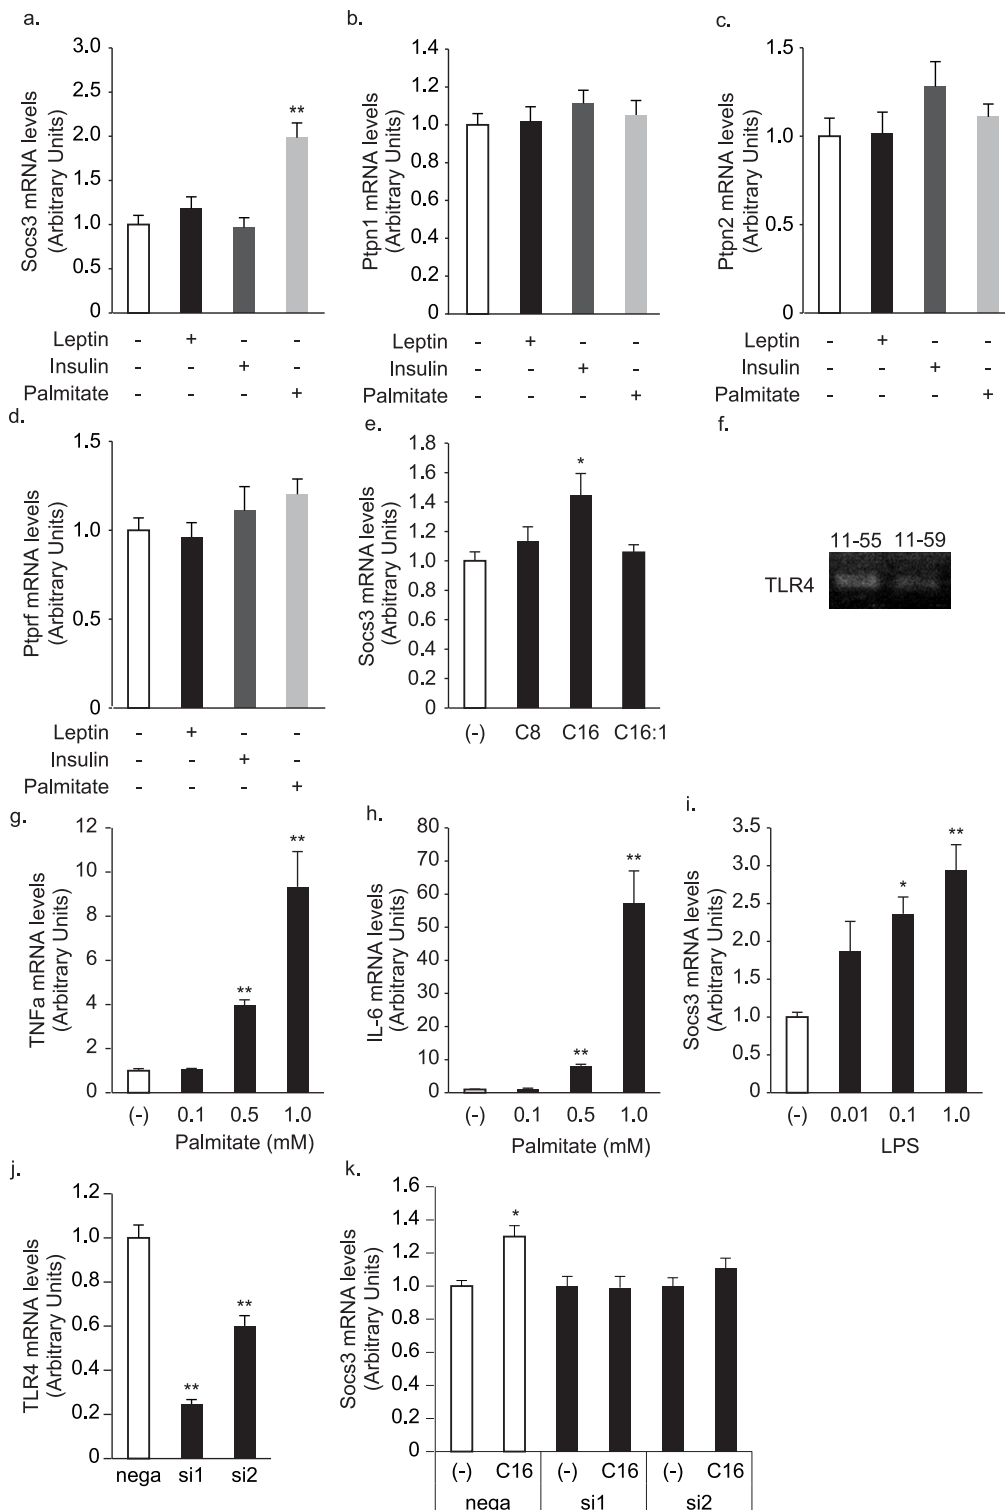 a.
Socs3 mRNA levels
(Arbitrary Units)
3.0
2.5
2.0
1.5
1.0
0.5
0
**
Leptin - + - -
Insulin - - + -
Palmitate - - - +
b.
Ptpn1 mRNA levels
(Arbitrary Units)
1.4
1.2
1.0
0.8
0.6
0.4
0.2
0
- + - -
- - + -
- - - +
c.
Ptpn2 mRNA levels
(Arbitrary Units)
1.5
1.0
0.5
0
Leptin - + - -
Insulin - - + -
Palmitate - - - +
d.
Ptprf mRNA levels
(Arbitrary Units)
1.5
1.0
0.5
0
Leptin - + - -
Insulin - - + -
Palmitate - - - +
e.
Socs3 mRNA levels
(Arbitrary Units)
1.8
1.6
1.4
1.2
1.0
0.8
0.6
0.4
0.2
0
*
(-) C8 C16 C16:1
f.
11-55 11-59
TLR4
g.
TNFa mRNA levels
(Arbitrary Units)
12
10
8
6
4
2
1
0
**
**
(-) 0.1 0.5 1.0
Palmitate (mM)
h.
IL-6 mRNA levels
(Arbitrary Units)
80
70
60
50
40
30
20
10
0
**
**
(-) 0.1 0.5 1.0
Palmitate (mM)
i.
Socs3 mRNA levels
(Arbitrary Units)
3.5
3.0
2.5
2.0
1.5
1.0
0.5
0
**
*
(-) 0.01 0.1 1.0
LPS
j.
TLR4 mRNA levels
(Arbitrary Units)
1.2
1.0
0.8
0.6
0.4
0.2
0
**
**
nega si1 si2
k.
Socs3 mRNA levels
(Arbitrary Units)
1.6
1.4
1.2
1.0
0.8
0.6
0.4
0.2
0
*
(-) C16 (-) C16 (-) C16
nega si1 si2